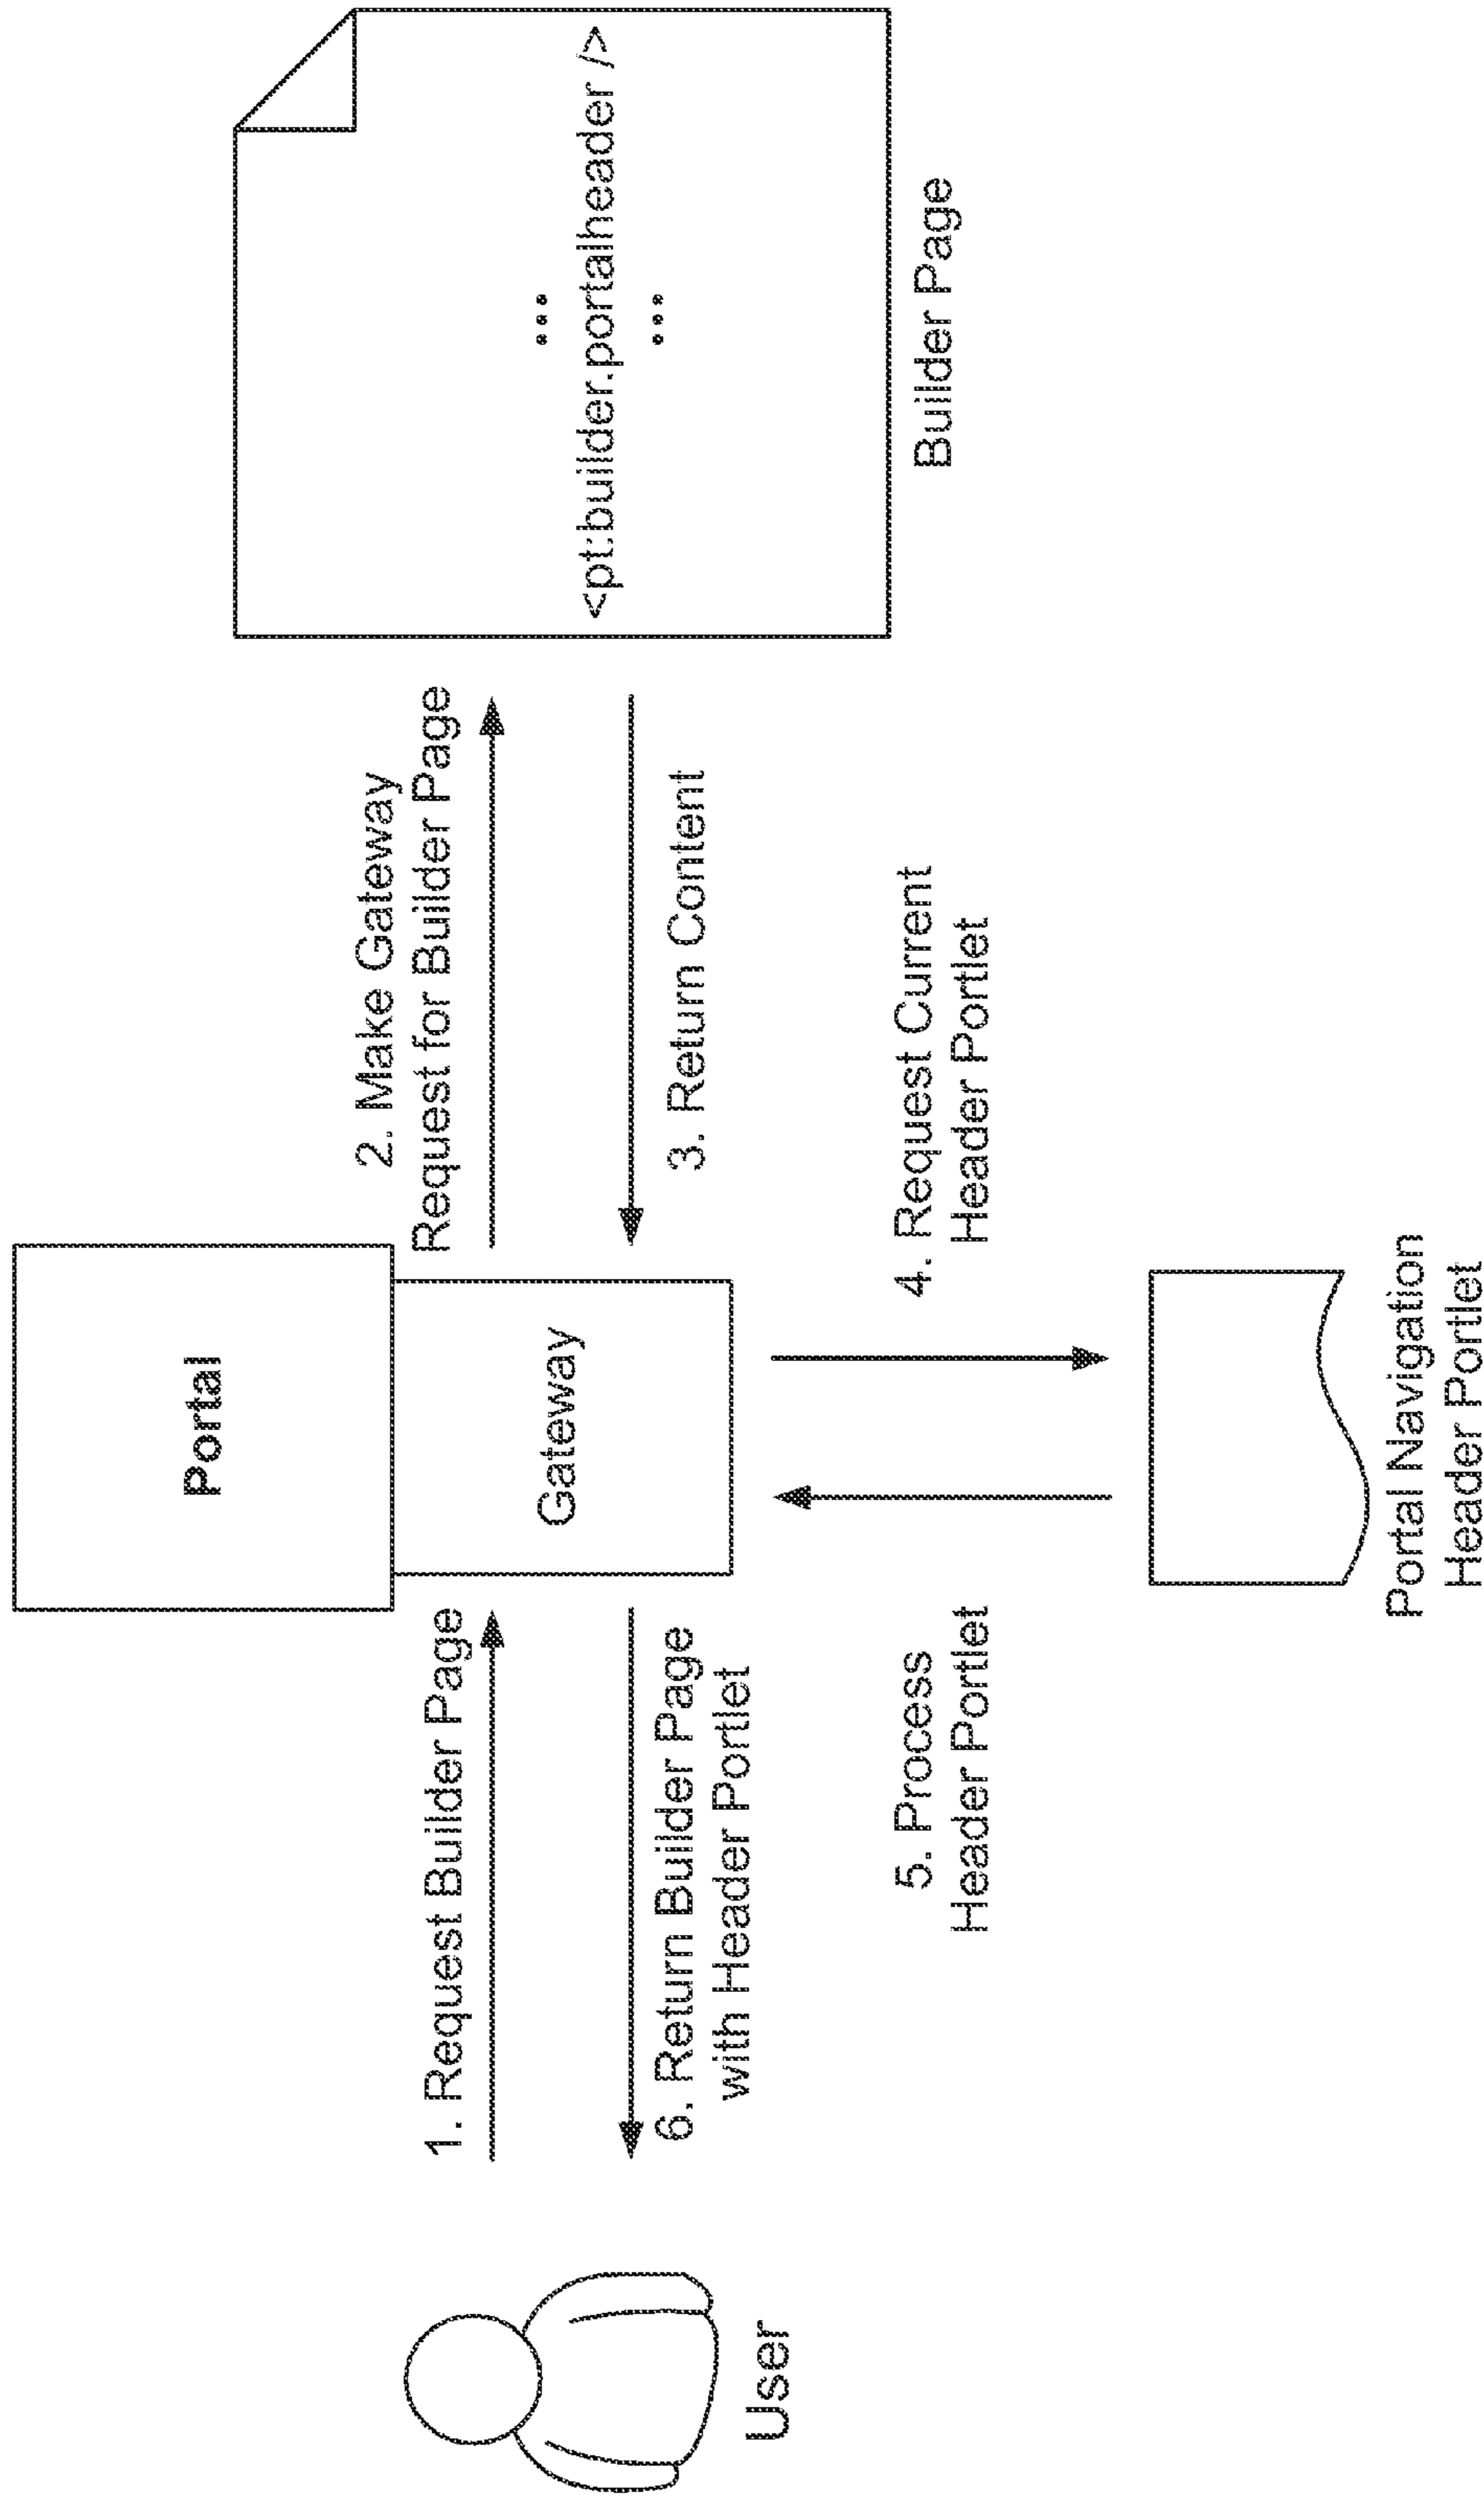 Portal
Gateway
1. Request Builder Page
2. Make Gateway
Request for Builder Page
<pt:builder.portalheader />
...
...
Builder Page
3. Return Content
6. Return Builder Page
with Header Portlet
User
5. Process
Header Portlet
4. Request Current
Header Portlet
Portal Navigation
Header Portlet